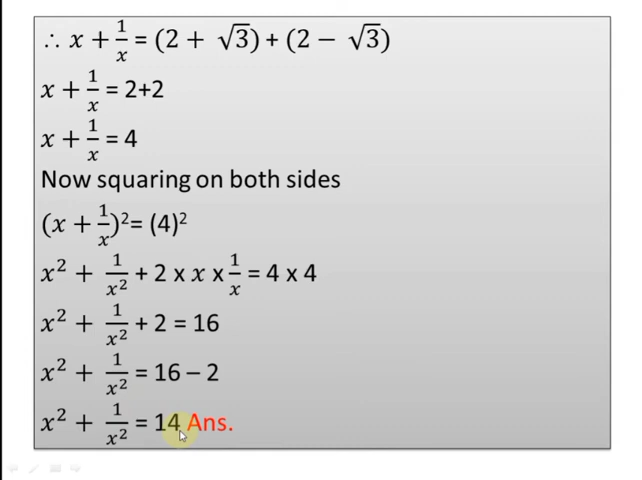 ∴ x + 1/x = (2 + √3) + (2 − √3)
x + 1/x = 2+2
x + 1/x = 4
Now squaring on both sides
(x + 1/x)² = (4)²
x² + 1/x² + 2 x x x 1/x = 4 x 4
x² + 1/x² + 2 = 16
x² + 1/x² = 16 – 2
x² + 1/x² = 14 Ans.